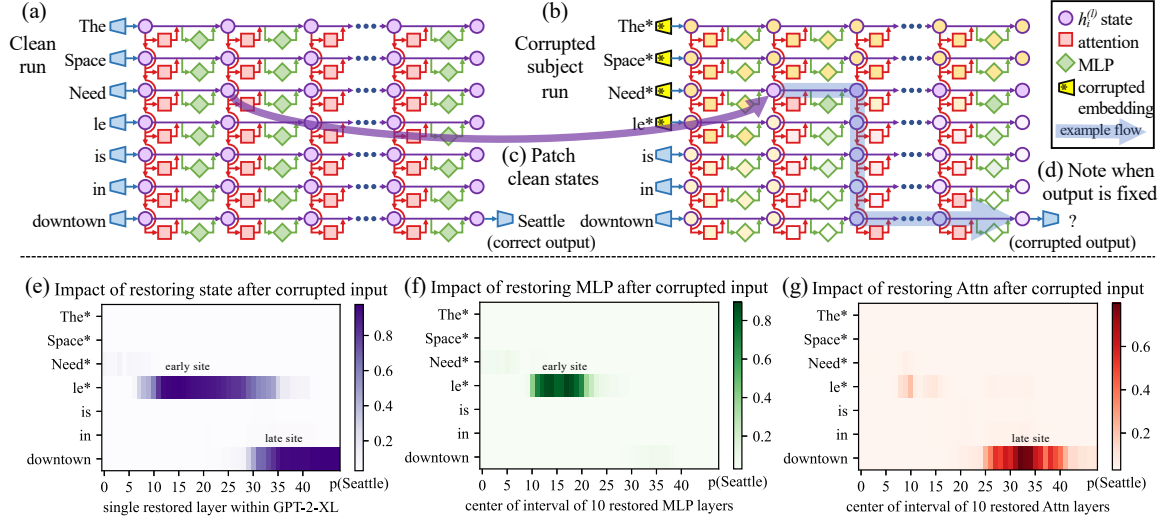 (a)
Clean
run
The
Space
Need
le
is
in
downtown
Seattle
(correct output)
(c) Patch
clean states
(b)
Corrupted
subject
run
The*
Space*
Need*
le*
is
in
downtown
?
(corrupted output)
(d) Note when
output is fixed
h_i^(l) state
attention
MLP
corrupted
embedding
example flow
(e) Impact of restoring state after corrupted input
The*
Space*
Need*
le*
is
in
downtown
early site
late site
0 5 10 15 20 25 30 35 40 p(Seattle)
single restored layer within GPT-2-XL
0.8
0.6
0.4
0.2
(f) Impact of restoring MLP after corrupted input
The*
Space*
Need*
le*
is
in
downtown
early site
0 5 10 15 20 25 30 35 40 p(Seattle)
center of interval of 10 restored MLP layers
0.8
0.6
0.4
0.2
(g) Impact of restoring Attn after corrupted input
The*
Space*
Need*
le*
is
in
downtown
late site
0 5 10 15 20 25 30 35 40 p(Seattle)
center of interval of 10 restored Attn layers
0.6
0.4
0.2